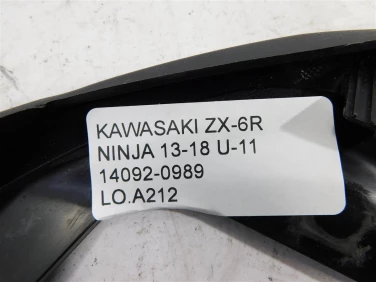 KAWASAKI ZX-6R
NINJA 13-18 U-11
14092-0989
LO.A212